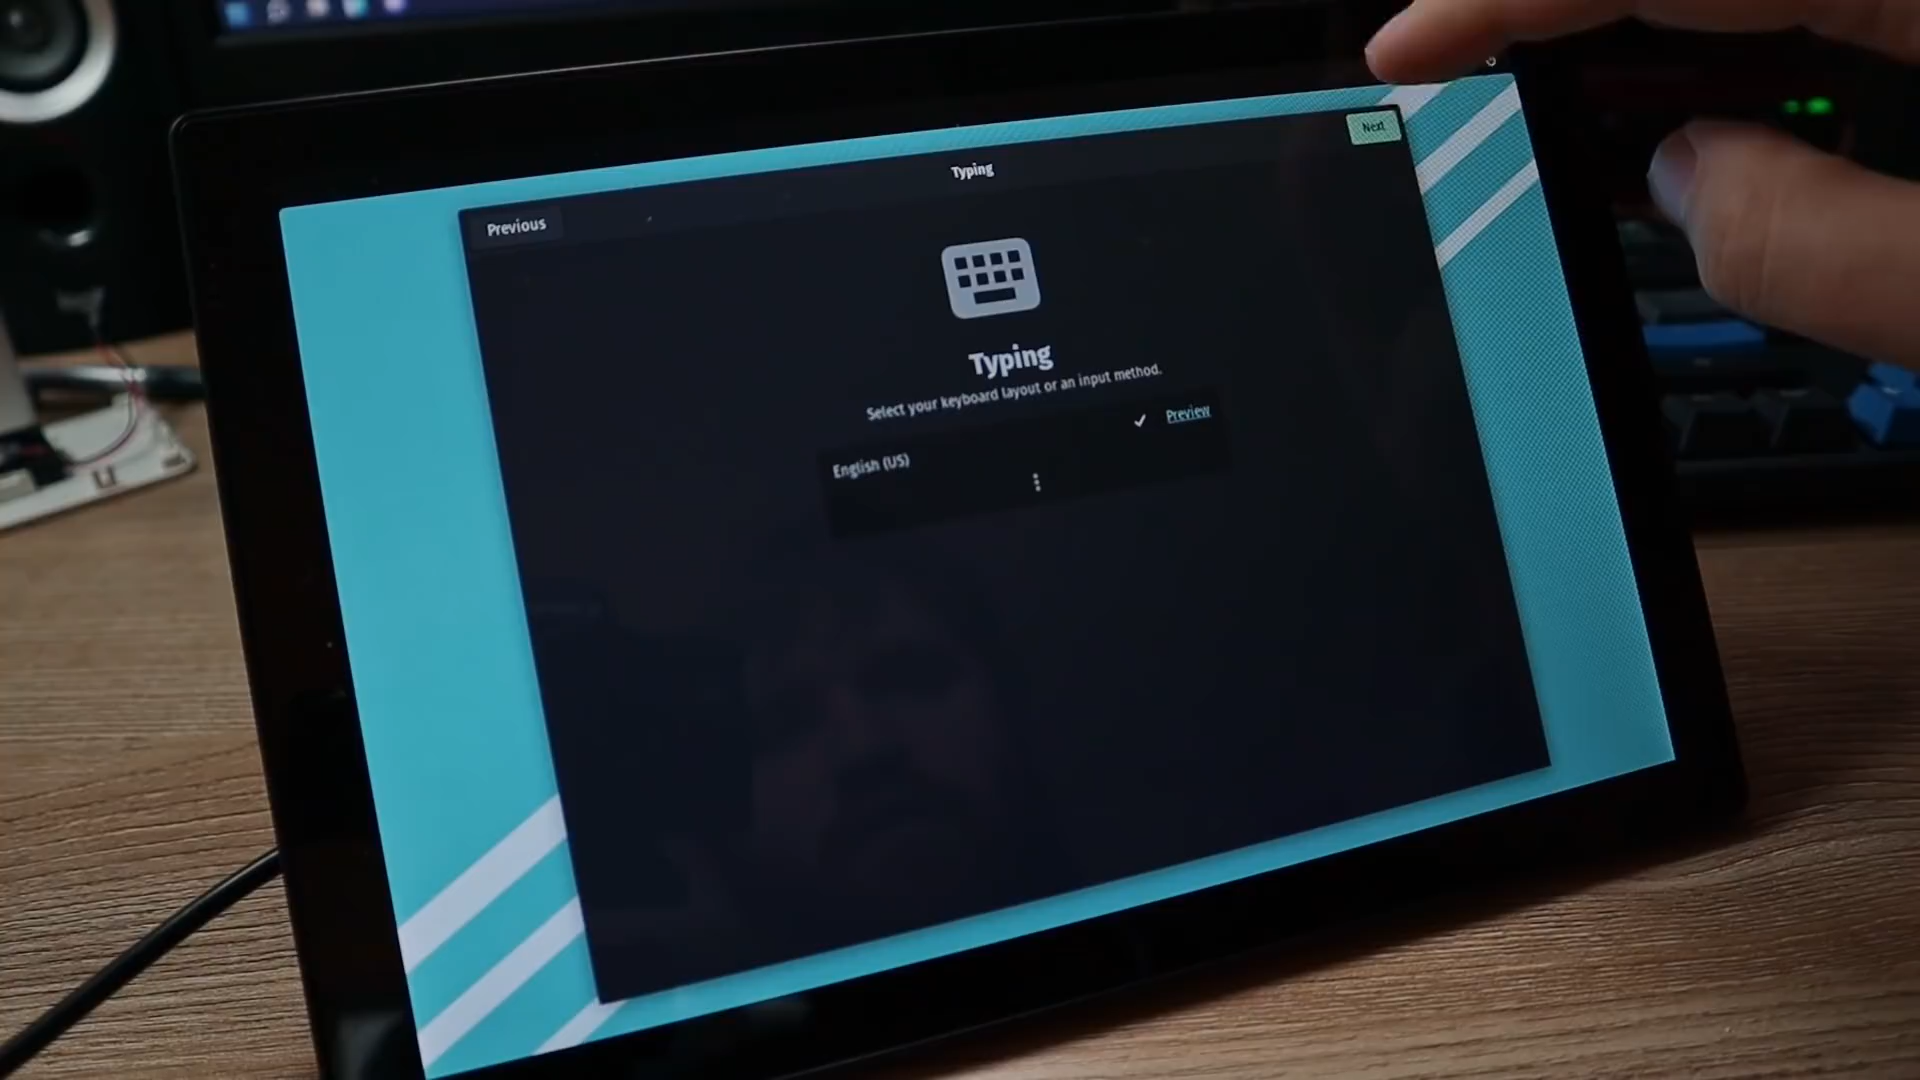 Next
Typing
Previous
Typing
Select your keyboard layout or an input method.
English (US)
Preview